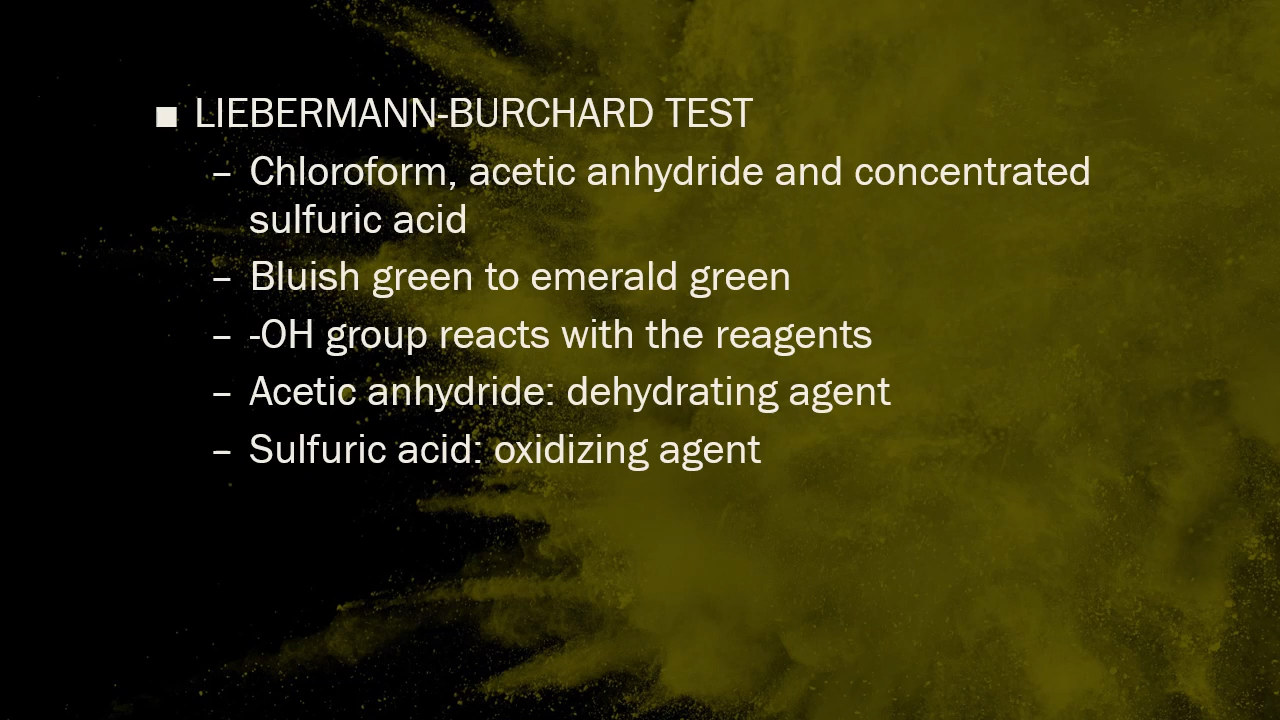 ▪ LIEBERMANN-BURCHARD TEST
– Chloroform, acetic anhydride and concentrated
sulfuric acid
– Bluish green to emerald green
– -OH group reacts with the reagents
– Acetic anhydride: dehydrating agent
– Sulfuric acid: oxidizing agent